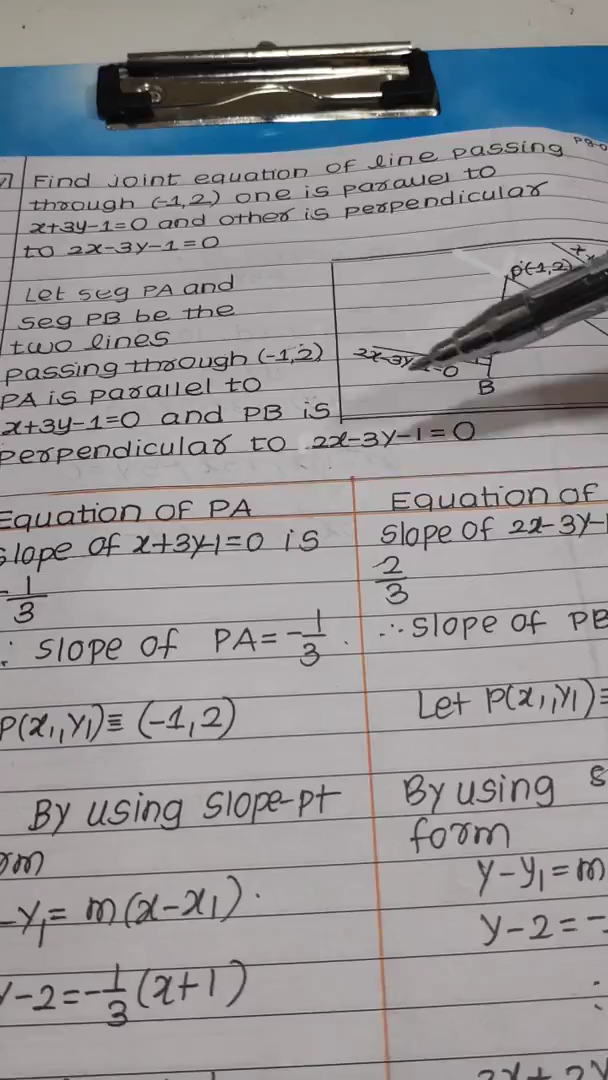 Find joint equation of line passing
through (-1,2) one is parallel to
x+3y-1=0 and other is perpendicular
to 2x-3y-1=0
Let seg PA and
seg PB be the
two lines
passing through (-1,2)
PA is parallel to
x+3y-1=0 and PB is
perpendicular to 2x-3y-1=0
P(-1,2)
B
Equation of PA
slope of x+3y-1=0 is
-1/3
∴ slope of PA=-1/3.
P(x₁,y₁)≡(-1,2)
By using slope-pt
-y₁=m(x-x₁).
y-2=-1/3(x+1)
Equation of
slope of 2x-3y-1
2/3
∴slope of PB
Let P(x₁,y₁)≡
By using s
form
y-y₁=m
y-2=-